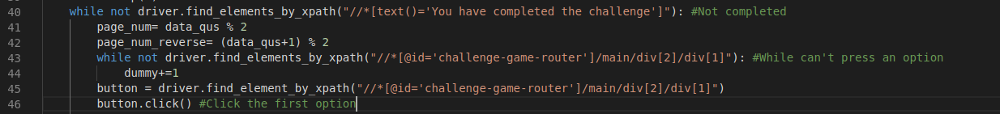 40 while not driver.find_elements_by_xpath("//*[text()='You have completed the challenge']"): #Not completed
41 page_num= data_qus % 2
42 page_num_reverse= (data_qus+1) % 2
43 while not driver.find_elements_by_xpath("//*[@id='challenge-game-router']/main/div[2]/div[1]"): #While can't press an option
44 dummy+=1
45 button = driver.find_element_by_xpath("//*[@id='challenge-game-router']/main/div[2]/div[1]")
46 button.click() #Click the first option